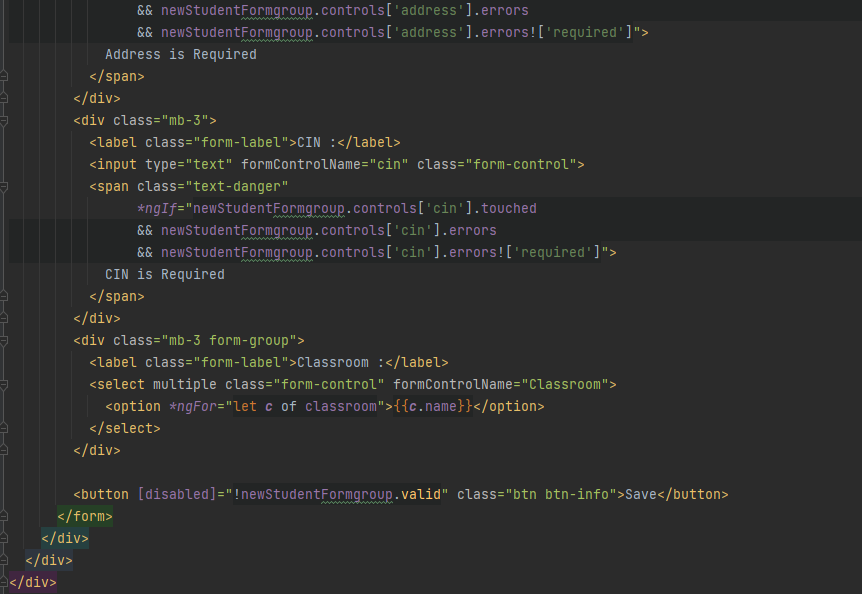 && newStudentFormgroup.controls['address'].errors
&& newStudentFormgroup.controls['address'].errors!['required']">
Address is Required
</span>
</div>
<div class="mb-3">
<label class="form-label">CIN :</label>
<input type="text" formControlName="cin" class="form-control">
<span class="text-danger"
*ngIf="newStudentFormgroup.controls['cin'].touched
&& newStudentFormgroup.controls['cin'].errors
&& newStudentFormgroup.controls['cin'].errors!['required']">
CIN is Required
</span>
</div>
<div class="mb-3 form-group">
<label class="form-label">Classroom :</label>
<select multiple class="form-control" formControlName="Classroom">
<option *ngFor="let c of classroom">{{c.name}}</option>
</select>
</div>
<button [disabled]="!newStudentFormgroup.valid" class="btn btn-info">Save</button>
</form>
</div>
</div>
</div>